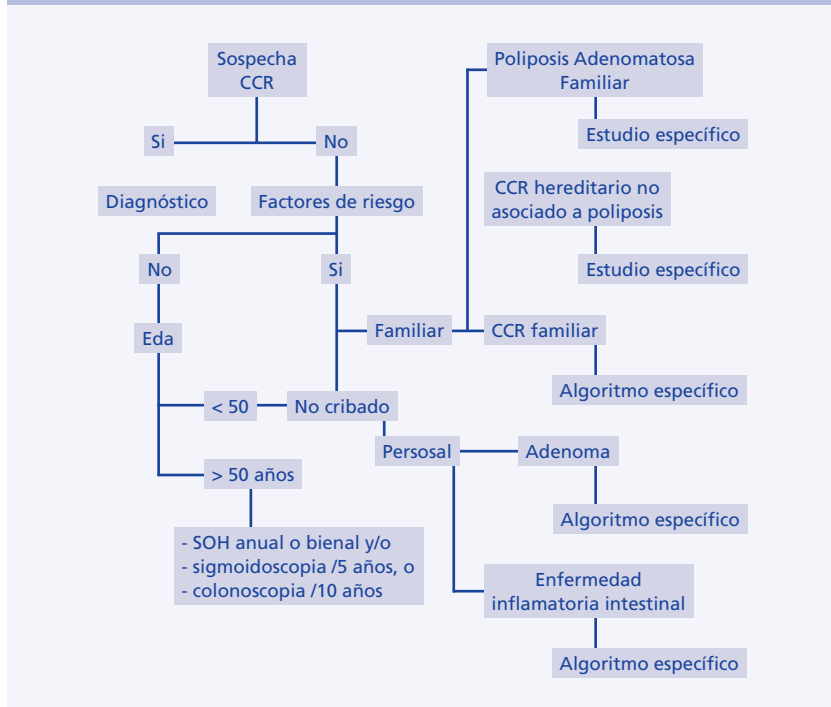 Sospecha
CCR
Si
No
Diagnóstico
Factores de riesgo
No
Si
Eda
< 50
No cribado
> 50 años
- SOH anual o bienal y/o
- sigmoidoscopia /5 años, o
- colonoscopia /10 años
Familiar
Poliposis Adenomatosa
Familiar
Estudio específico
CCR hereditario no
asociado a poliposis
Estudio específico
CCR familiar
Algoritmo específico
Persosal
Adenoma
Algoritmo específico
Enfermedad
inflamatoria intestinal
Algoritmo específico